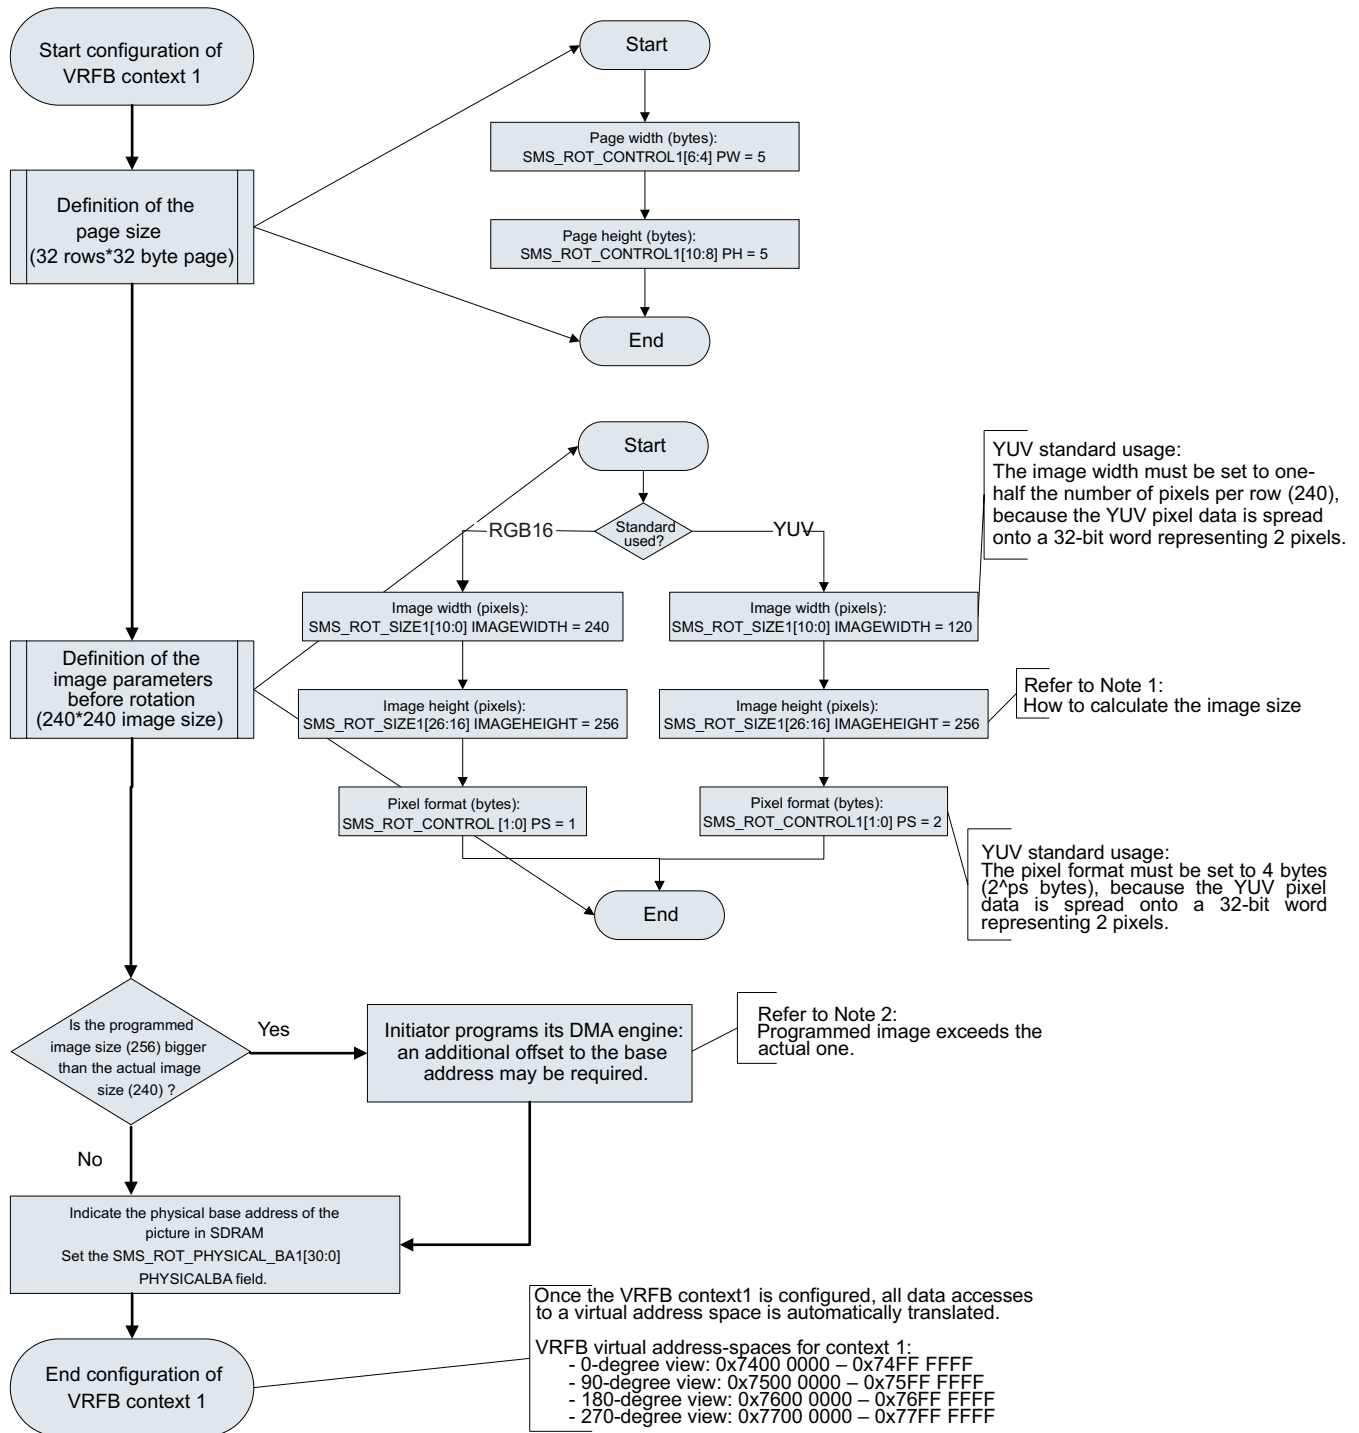 Start configuration of
VRFB context 1
Start
Page width (bytes):
SMS_ROT_CONTROL1[6:4] PW = 5
Definition of the
page size
(32 rows*32 byte page)
Page height (bytes):
SMS_ROT_CONTROL1[10:8] PH = 5
End
Start
Standard
used?
RGB16
YUV
YUV standard usage:
The image width must be set to one-
half the number of pixels per row (240),
because the YUV pixel data is spread
onto a 32-bit word representing 2 pixels.
Image width (pixels):
SMS_ROT_SIZE1[10:0] IMAGEWIDTH = 240
Image width (pixels):
SMS_ROT_SIZE1[10:0] IMAGEWIDTH = 120
Definition of the
image parameters
before rotation
(240*240 image size)
Image height (pixels):
SMS_ROT_SIZE1[26:16] IMAGEHEIGHT = 256
Image height (pixels):
SMS_ROT_SIZE1[26:16] IMAGEHEIGHT = 256
Refer to Note 1:
How to calculate the image size
Pixel format (bytes):
SMS_ROT_CONTROL [1:0] PS = 1
Pixel format (bytes):
SMS_ROT_CONTROL1[1:0] PS = 2
YUV standard usage:
The pixel format must be set to 4 bytes
(2^ps bytes), because the YUV pixel
data is spread onto a 32-bit word
representing 2 pixels.
End
Is the programmed
image size (256) bigger
than the actual image
size (240) ?
Yes
No
Initiator programs its DMA engine:
an additional offset to the base
address may be required.
Refer to Note 2:
Programmed image exceeds the
actual one.
Indicate the physical base address of the
picture in SDRAM
Set the SMS_ROT_PHYSICAL_BA1[30:0]
PHYSICALBA field.
End configuration of
VRFB context 1
Once the VRFB context1 is configured, all data accesses
to a virtual address space is automatically translated.
VRFB virtual address-spaces for context 1:
- 0-degree view: 0x7400 0000 – 0x74FF FFFF
- 90-degree view: 0x7500 0000 – 0x75FF FFFF
- 180-degree view: 0x7600 0000 – 0x76FF FFFF
- 270-degree view: 0x7700 0000 – 0x77FF FFFF